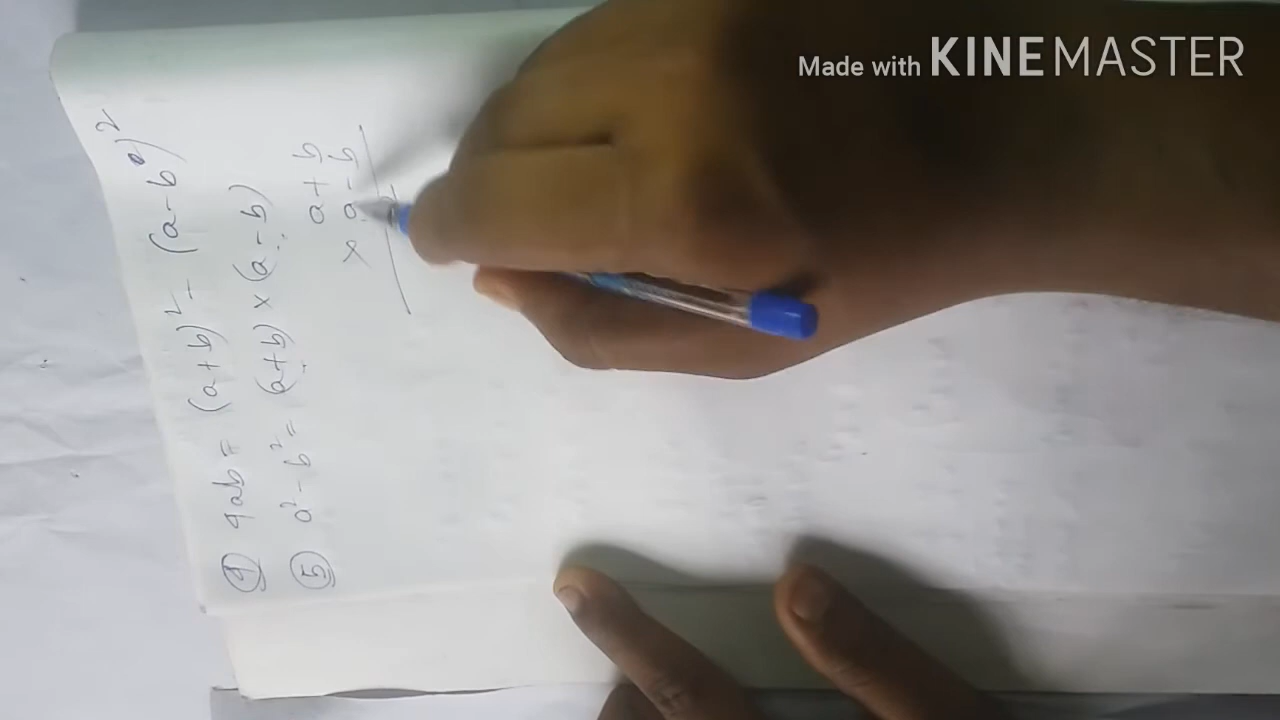 Made with KINEMASTER
④ 4ab = (a+b)² - (a-b)²
⑤ a² - b² = (a+b) × (a-b)
a+b
× a-b